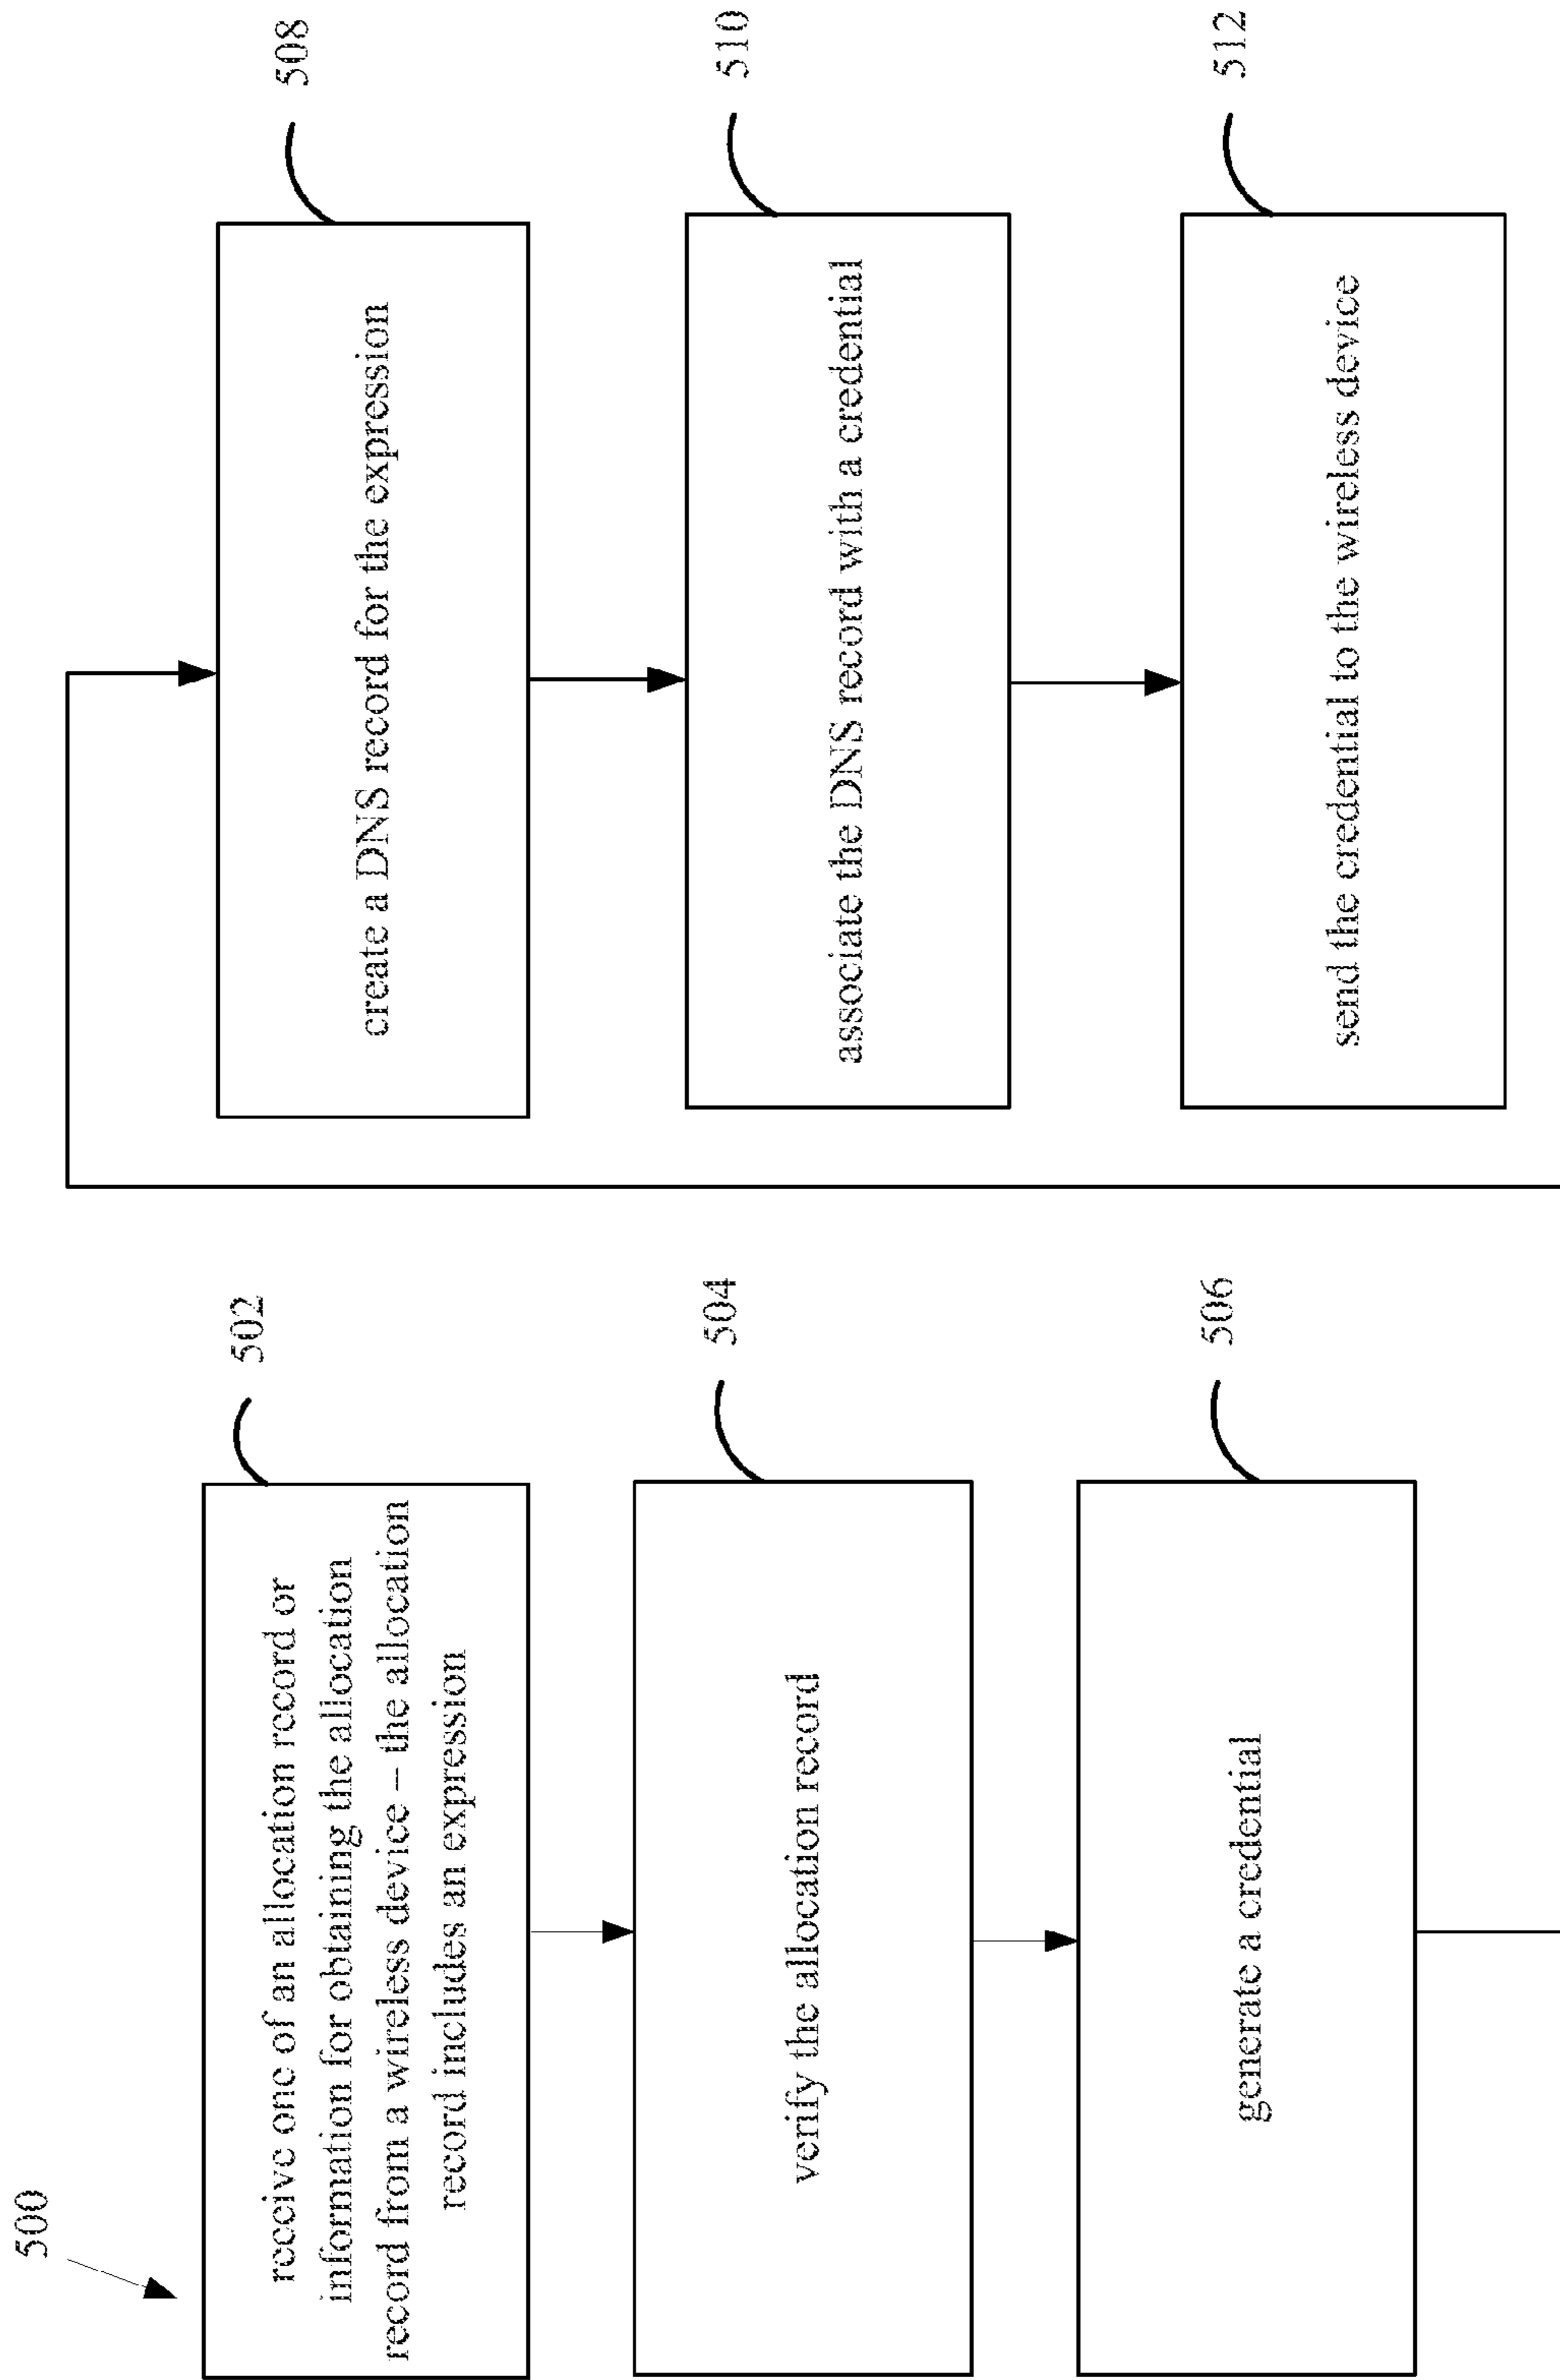 500
receive one of an allocation record or
information for obtaining the allocation
record from a wireless device – the allocation
record includes an expression
502
verify the allocation record
504
generate a credential
506
create a DNS record for the expression
508
associate the DNS record with a credential
510
send the credential to the wireless device
512